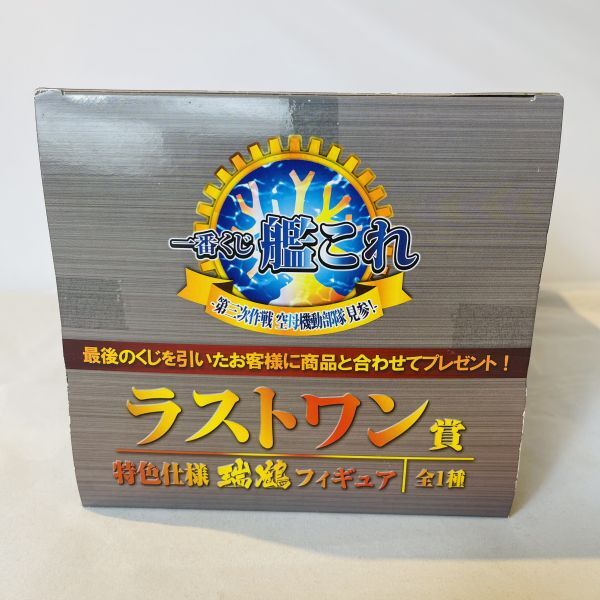 一番くじ 艦これ
-第三次作戦 空母機動部隊 見参!-
最後のくじを引いたお客様に商品と合わせてプレゼント!
ラストワン賞
特色仕様 瑞鶴 フィギュア 全1種